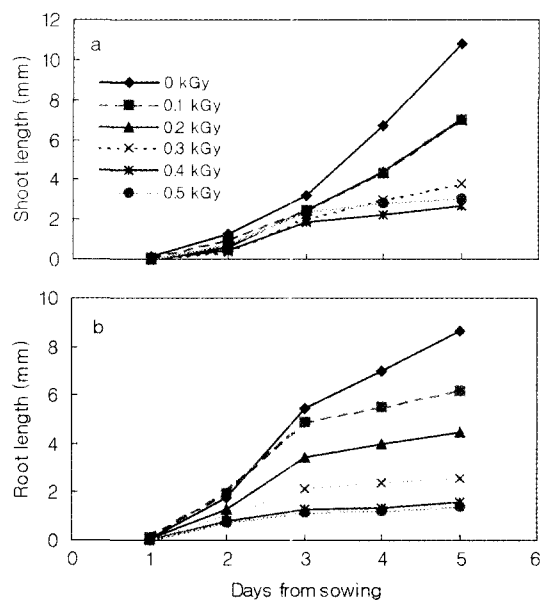 12
a
10
0 kGy
0.1 kGy
8
0.2 kGy
0.3 kGy
6
0.4 kGy
0.5 kGy
4
2
0
Shoot length (mm)
10
b
8
6
4
2
0
Root length (mm)
0 1 2 3 4 5 6
Days from sowing